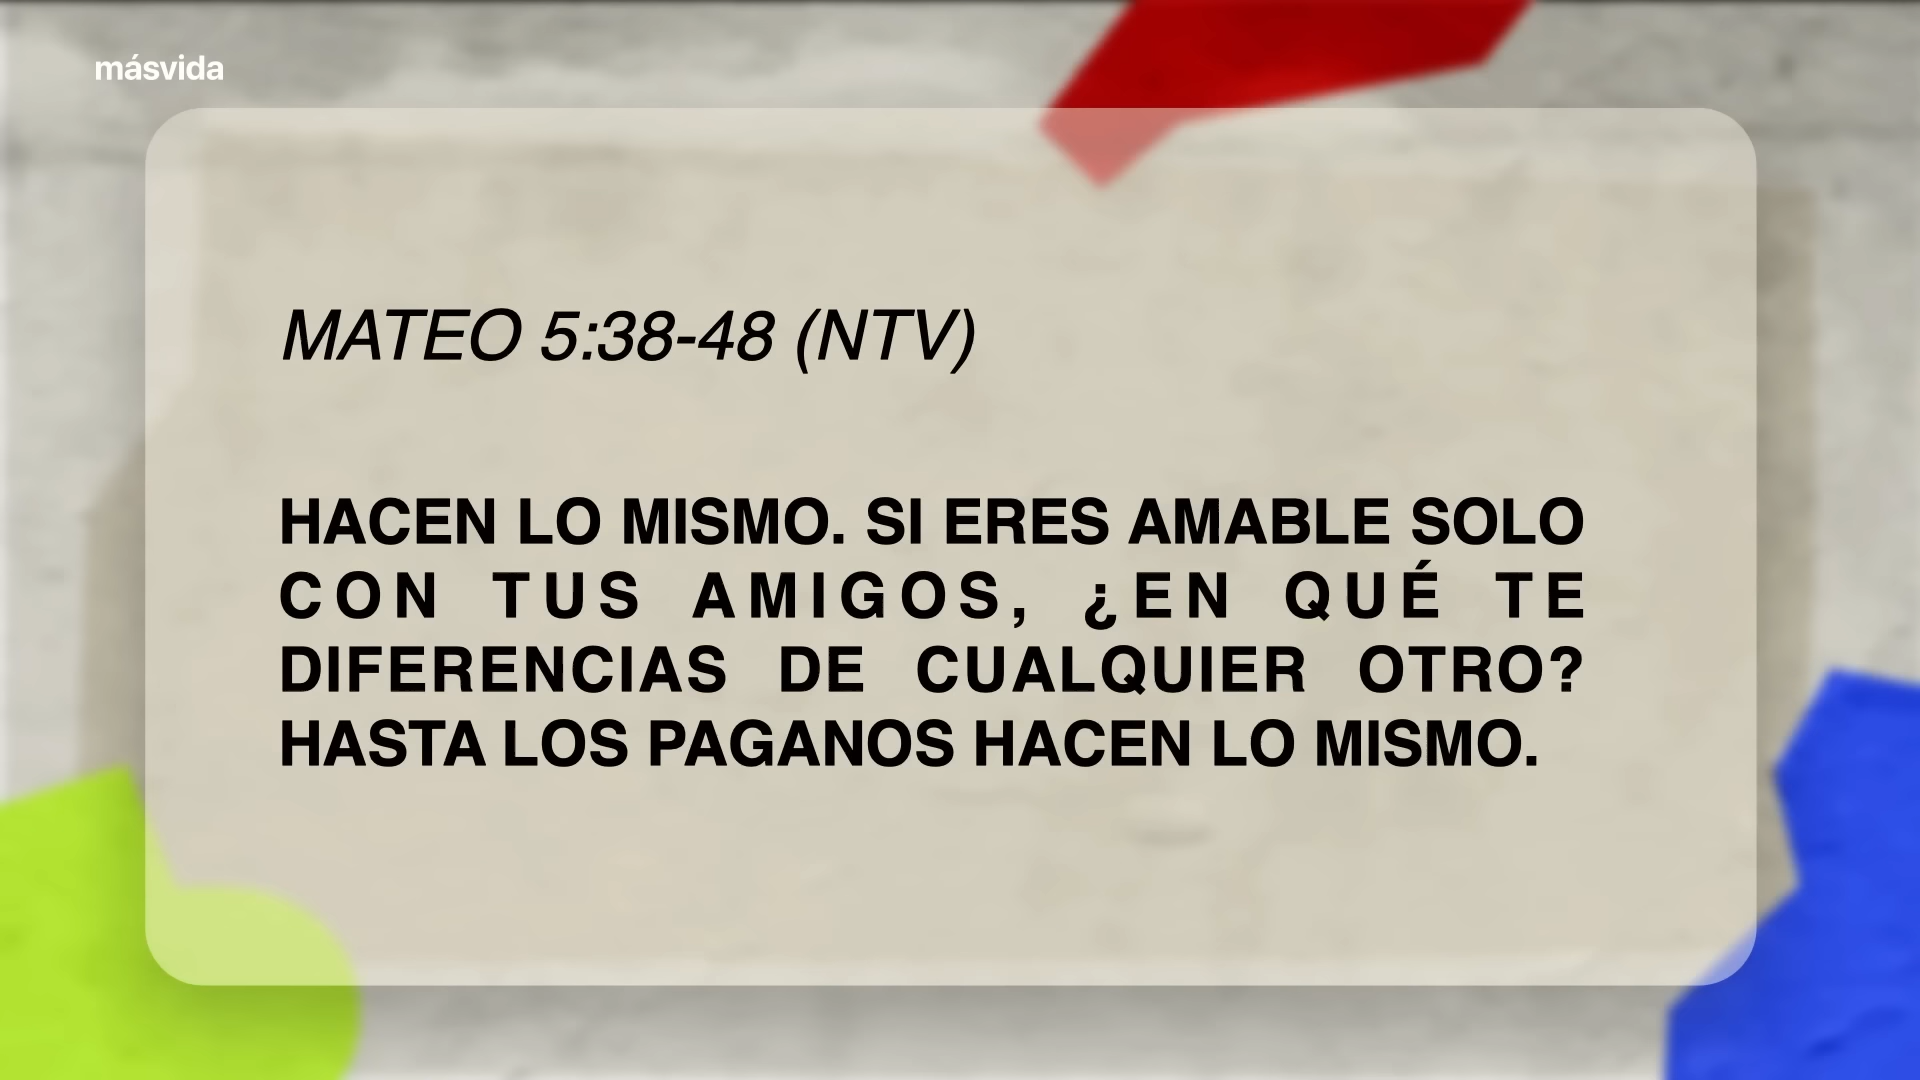 másvida
MATEO 5:38-48 (NTV)
HACEN LO MISMO. SI ERES AMABLE SOLO
CON TUS AMIGOS, ¿EN QUÉ TE
DIFERENCIAS DE CUALQUIER OTRO?
HASTA LOS PAGANOS HACEN LO MISMO.